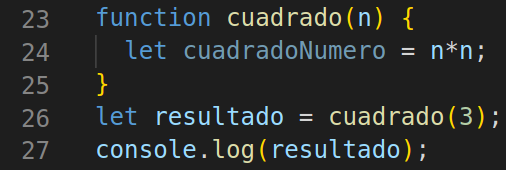 23 function cuadrado(n) {
24 let cuadradoNumero = n*n;
25 }
26 let resultado = cuadrado(3);
27 console.log(resultado);